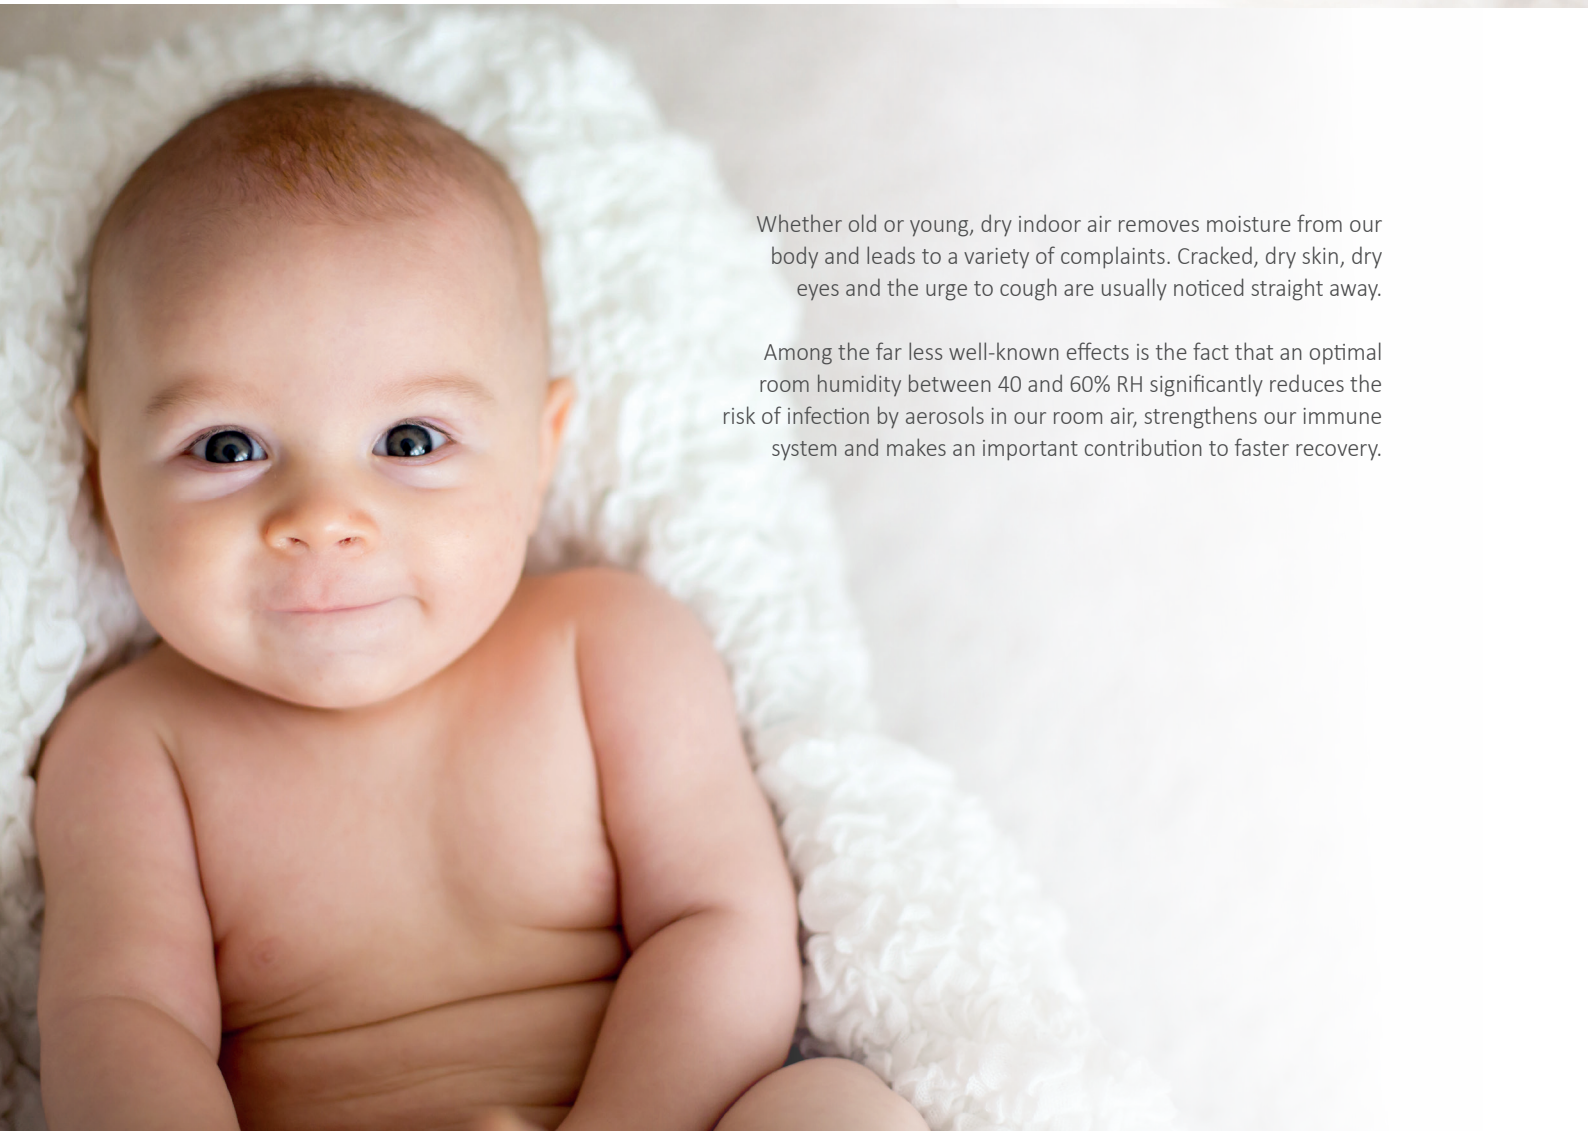 Whether old or young, dry indoor air removes moisture from our
body and leads to a variety of complaints. Cracked, dry skin, dry
eyes and the urge to cough are usually noticed straight away.
Among the far less well-known effects is the fact that an optimal
room humidity between 40 and 60% RH significantly reduces the
risk of infection by aerosols in our room air, strengthens our immune
system and makes an important contribution to faster recovery.